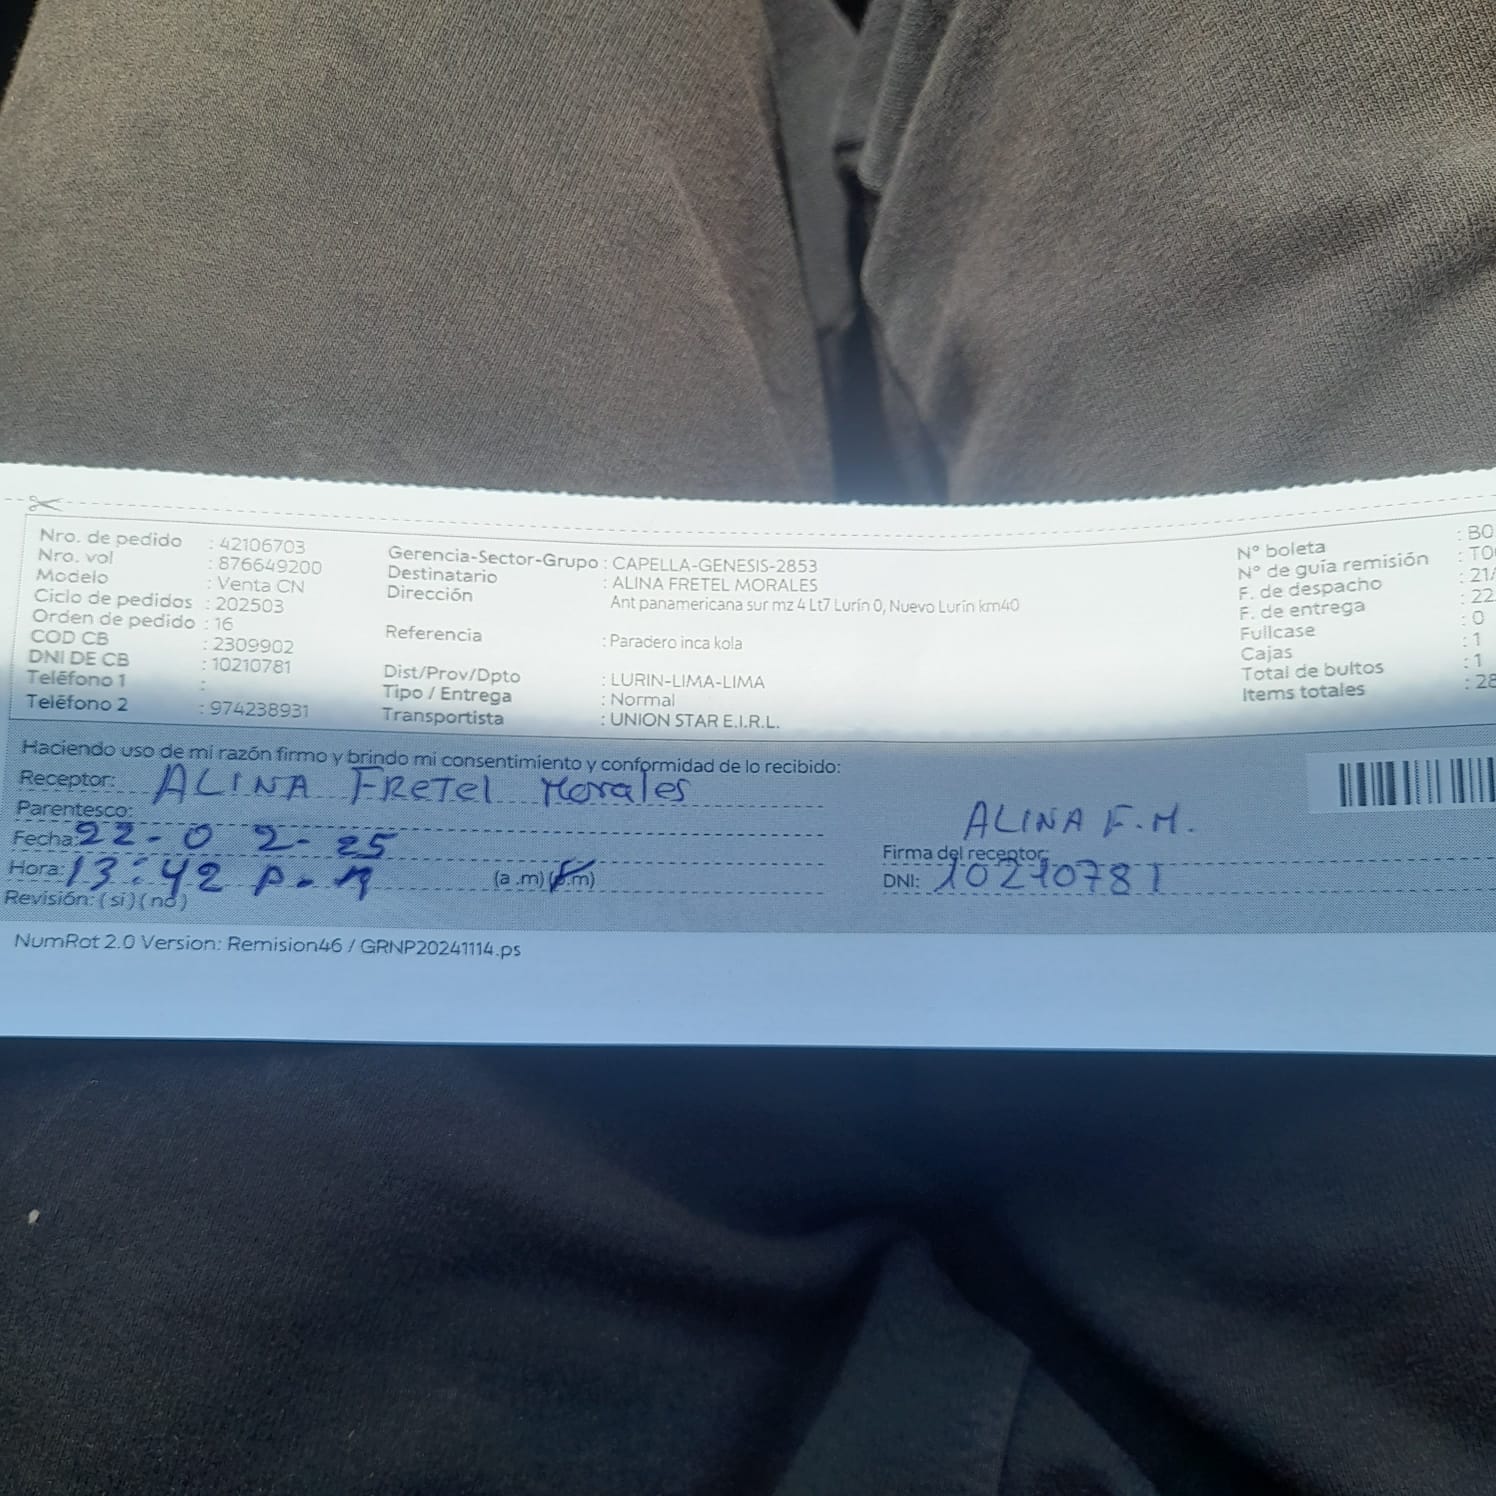 Nro. de pedido : 42106703
Nro. vol : 876649200
Modelo : Venta CN
Ciclo de pedidos : 202503
Orden de pedido : 16
COD CB : 2309902
DNI DE CB : 10210781
Teléfono 1 :
Teléfono 2 : 974238931
Gerencia-Sector-Grupo : CAPELLA-GENESIS-2853
Destinatario : ALINA FRETEL MORALES
Dirección Ant panamericana sur mz 4 Lt7 Lurín 0, Nuevo Lurín km40
Referencia : Paradero inca kola
Dist/Prov/Dpto : LURIN-LIMA-LIMA
Tipo / Entrega : Normal
Transportista : UNION STAR E.I.R.L.
N° boleta : B0
N° de guía remisión : T0
F. de despacho : 21/
F. de entrega : 22
Fullcase : 0
Cajas : 1
Total de bultos : 1
Items totales : 28
Haciendo uso de mi razón firmo y brindo mi consentimiento y conformidad de lo recibido:
Receptor: ALINA FRETEL Morales
Parentesco:
Fecha: 22-02-25
Hora: 13:42 P.M (a .m) (p.m)
Revisión: ( si ) ( no )
ALINA F.M.
Firma del receptor:
DNI: 10210781
NumRot 2.0 Version: Remision46 / GRNP20241114.ps